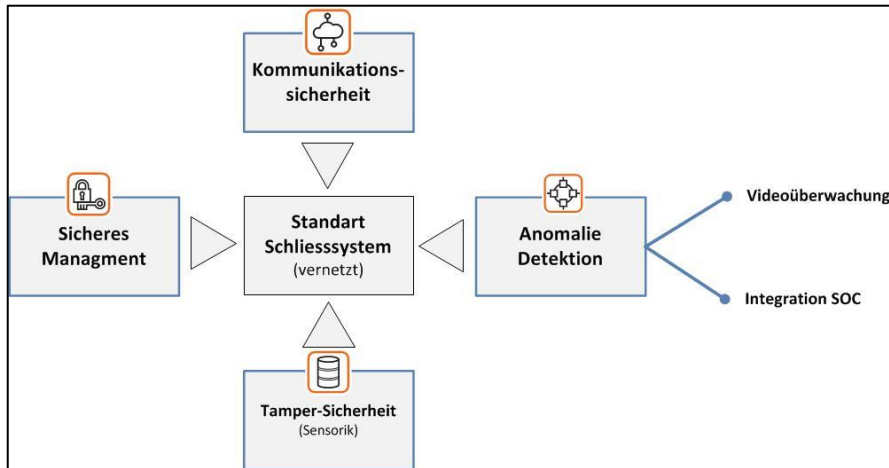 Kommunikations-
sicherheit
Sicheres
Managment
Standart
Schliesssystem
(vernetzt)
Anomalie
Detektion
Videoüberwachung
Integration SOC
Tamper-Sicherheit
(Sensorik)